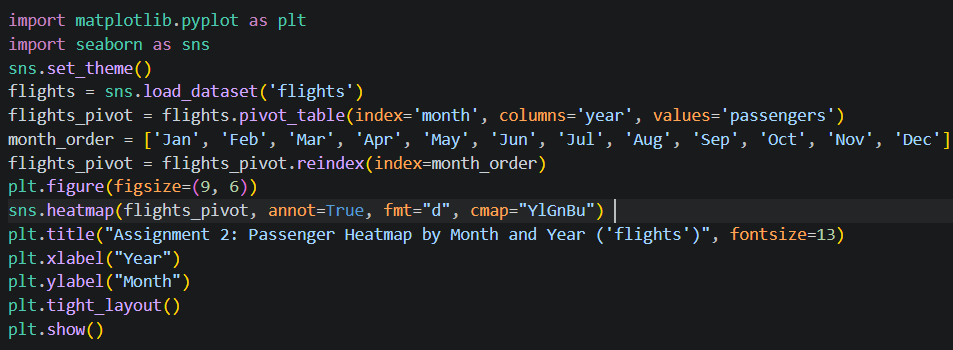 import matplotlib.pyplot as plt
import seaborn as sns
sns.set_theme()
flights = sns.load_dataset('flights')
flights_pivot = flights.pivot_table(index='month', columns='year', values='passengers')
month_order = ['Jan', 'Feb', 'Mar', 'Apr', 'May', 'Jun', 'Jul', 'Aug', 'Sep', 'Oct', 'Nov', 'Dec']
flights_pivot = flights_pivot.reindex(index=month_order)
plt.figure(figsize=(9, 6))
sns.heatmap(flights_pivot, annot=True, fmt="d", cmap="YlGnBu")
plt.title("Assignment 2: Passenger Heatmap by Month and Year ('flights')", fontsize=13)
plt.xlabel("Year")
plt.ylabel("Month")
plt.tight_layout()
plt.show()